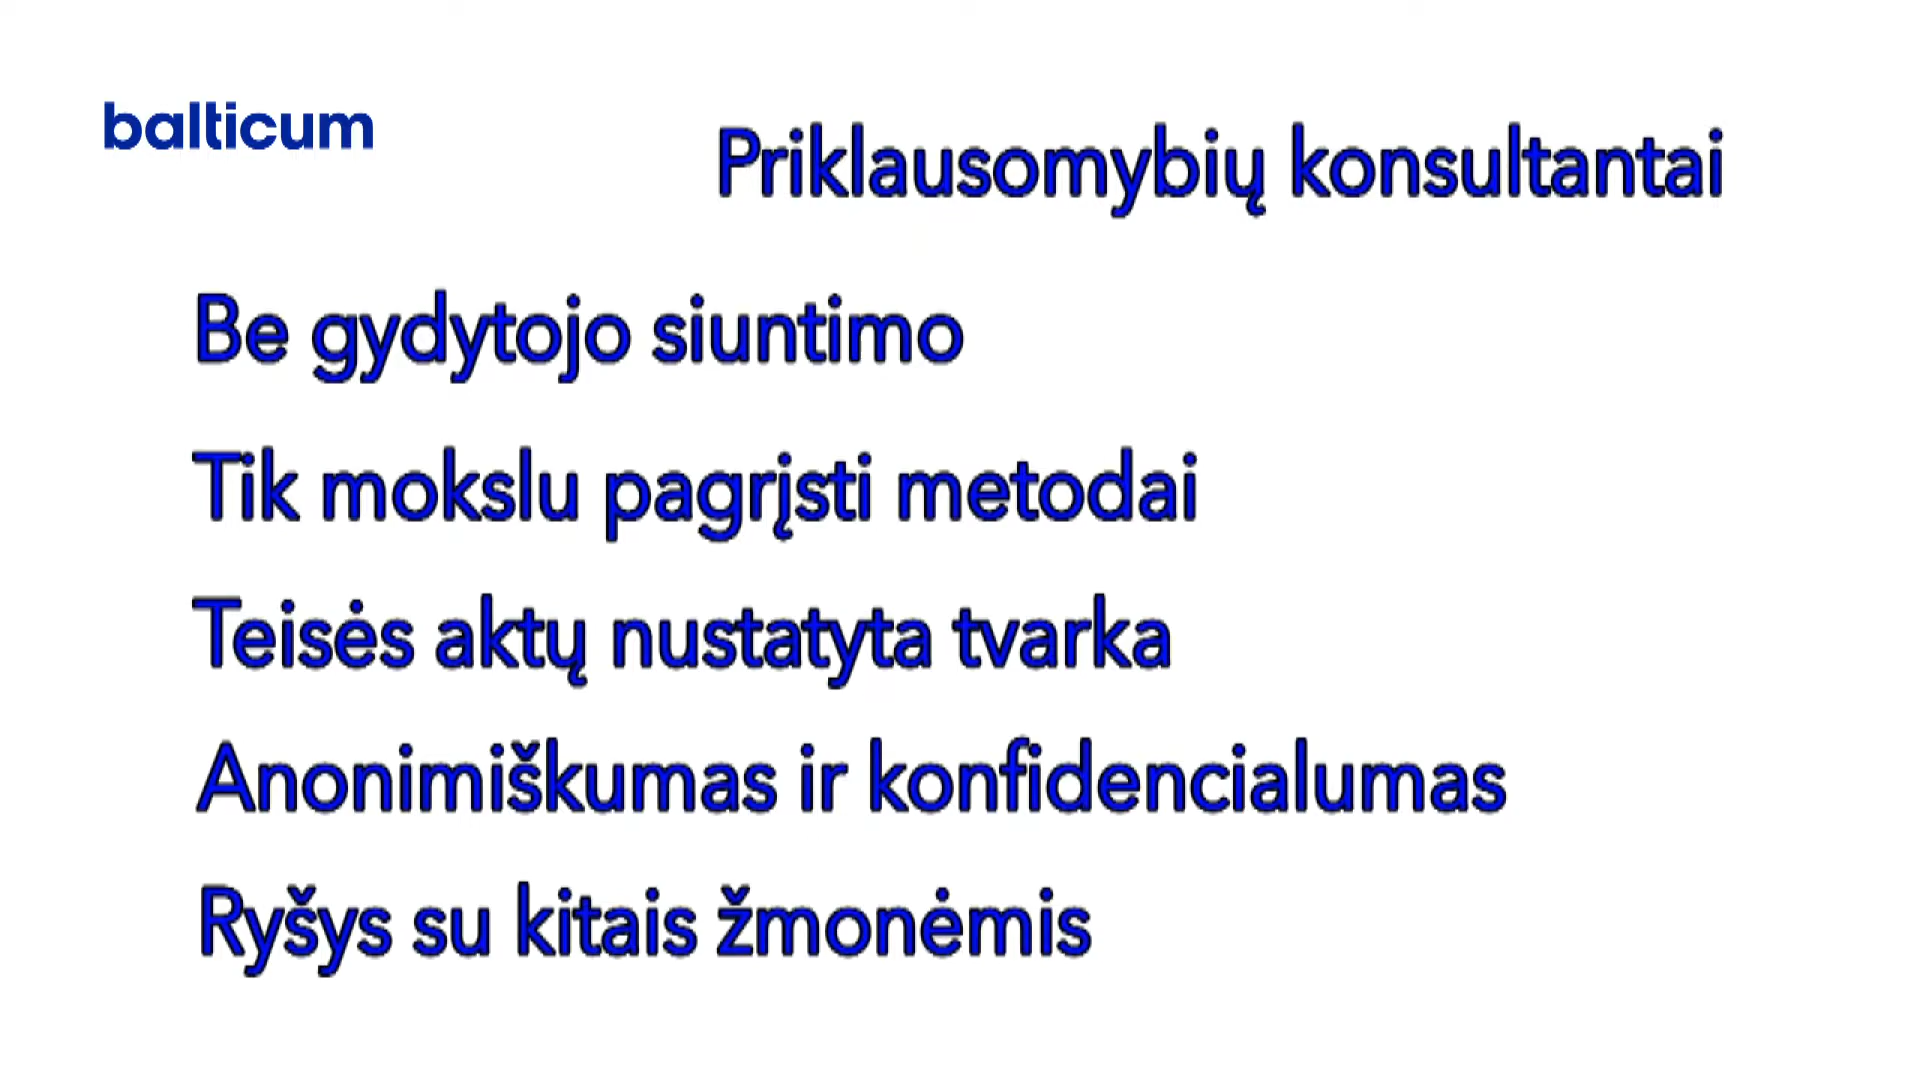 balticum
Priklausomybių konsultantai
Be gydytojo siuntimo
Tik mokslu pagrįsti metodai
Teisės aktų nustatyta tvarka
Anonimiškumas ir konfidencialumas
Ryšys su kitais žmonėmis